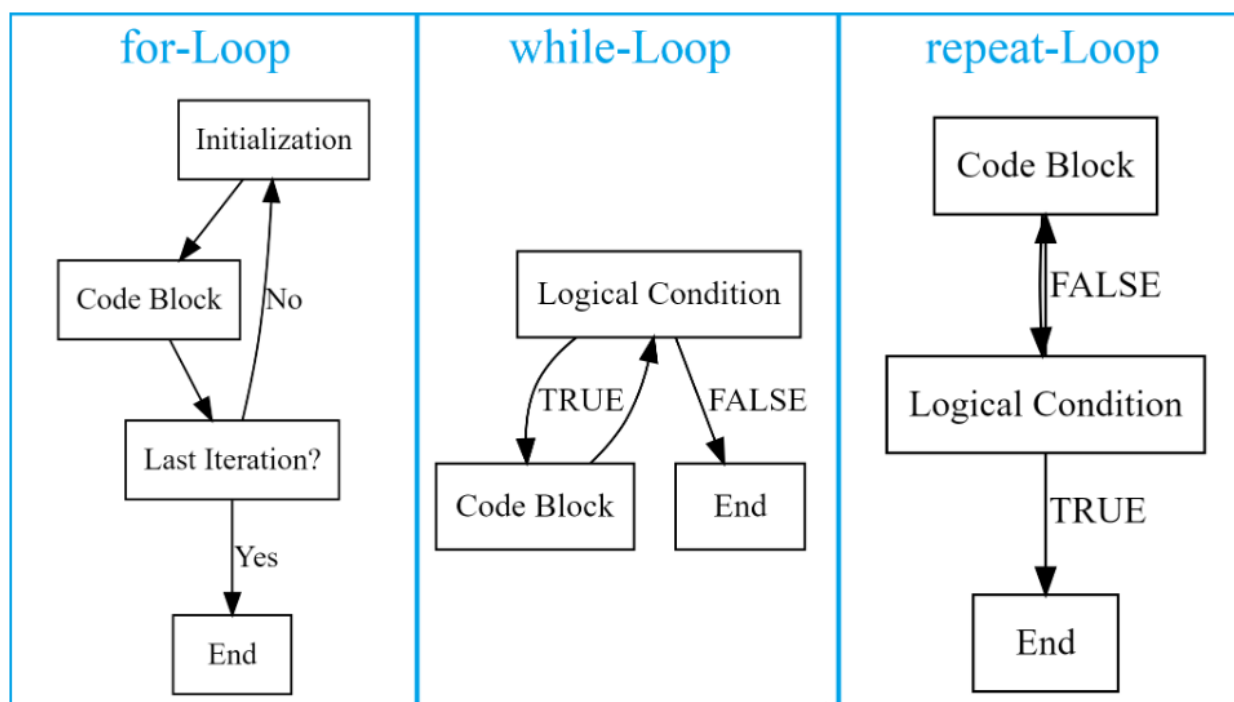 for-Loop
Initialization
Code Block
No
Last Iteration?
Yes
End
while-Loop
Logical Condition
TRUE
FALSE
Code Block
End
repeat-Loop
Code Block
FALSE
Logical Condition
TRUE
End